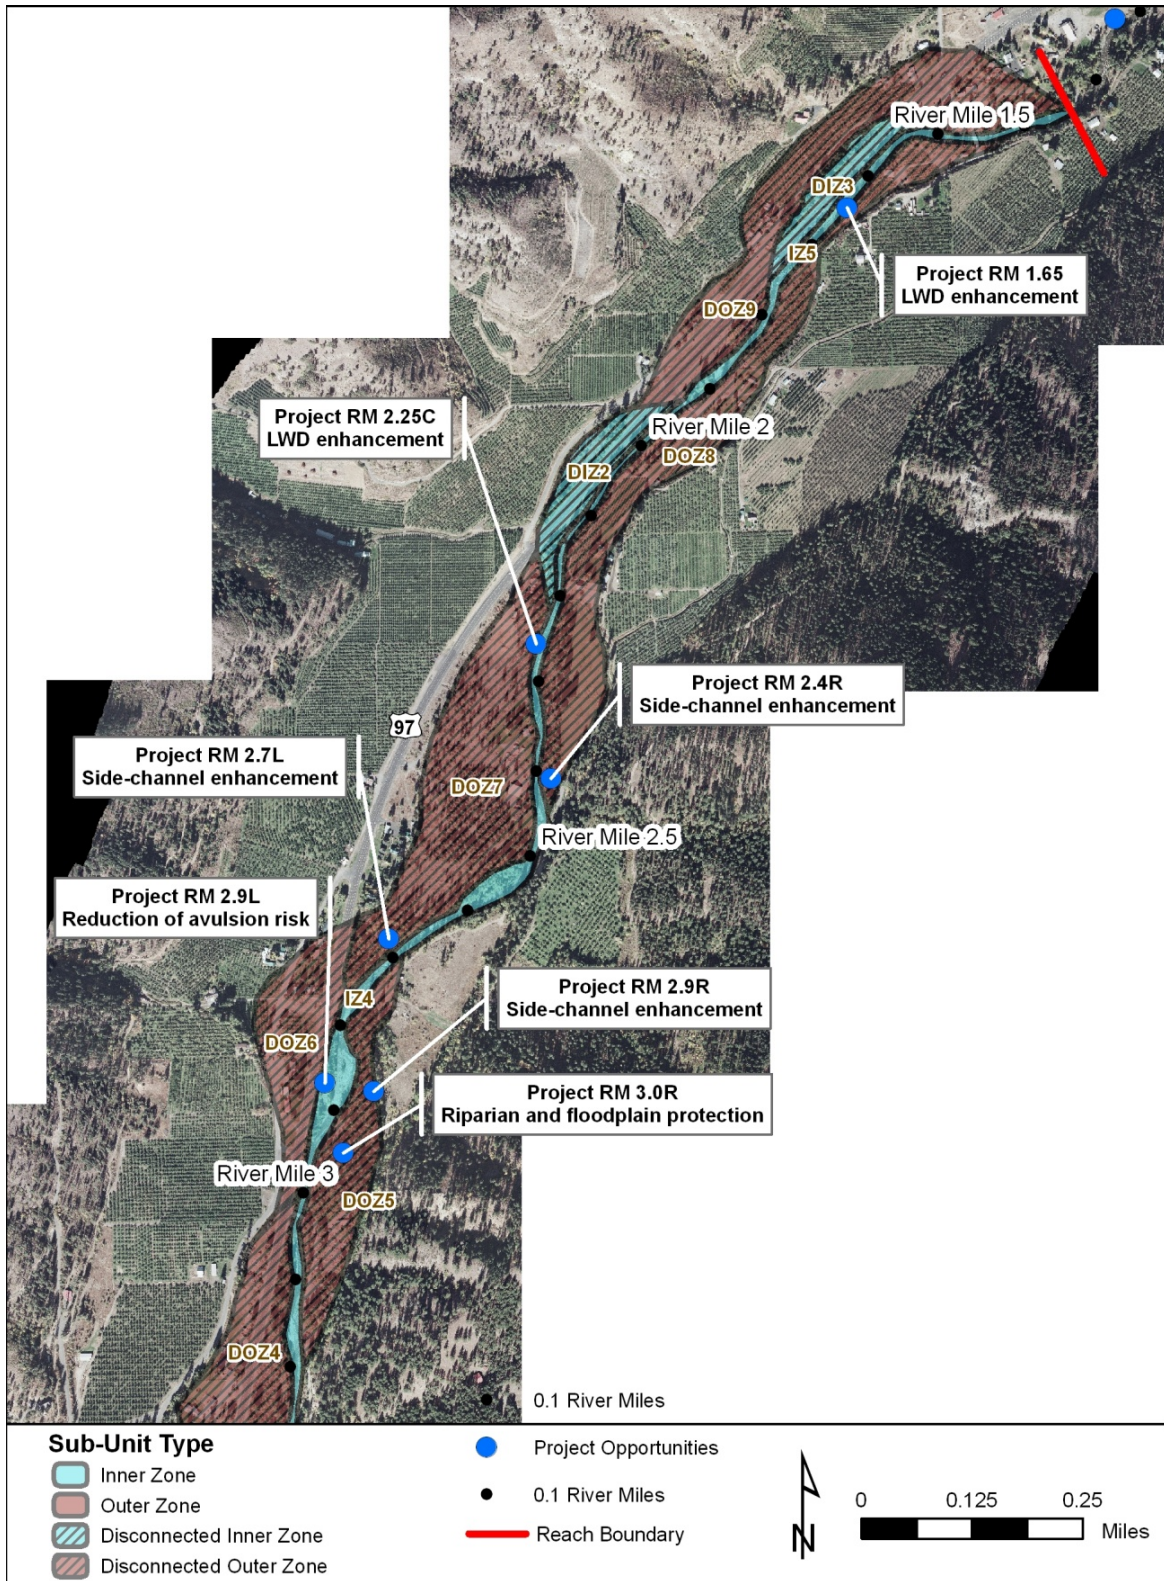 River Mile 1.5
DIZ3
IZ5
Project RM 1.65
LWD enhancement
DOZ9
Project RM 2.25C
LWD enhancement
River Mile 2
DIZ2
DOZ8
Project RM 2.4R
Side-channel enhancement
97
Project RM 2.7L
Side-channel enhancement
DOZ7
River Mile 2.5
Project RM 2.9L
Reduction of avulsion risk
Project RM 2.9R
Side-channel enhancement
IZ4
DOZ6
Project RM 3.0R
Riparian and floodplain protection
River Mile 3
DOZ5
DOZ4
0.1 River Miles
Sub-Unit Type
Inner Zone
Outer Zone
Disconnected Inner Zone
Disconnected Outer Zone
Project Opportunities
0.1 River Miles
Reach Boundary
N
0 0.125 0.25
Miles